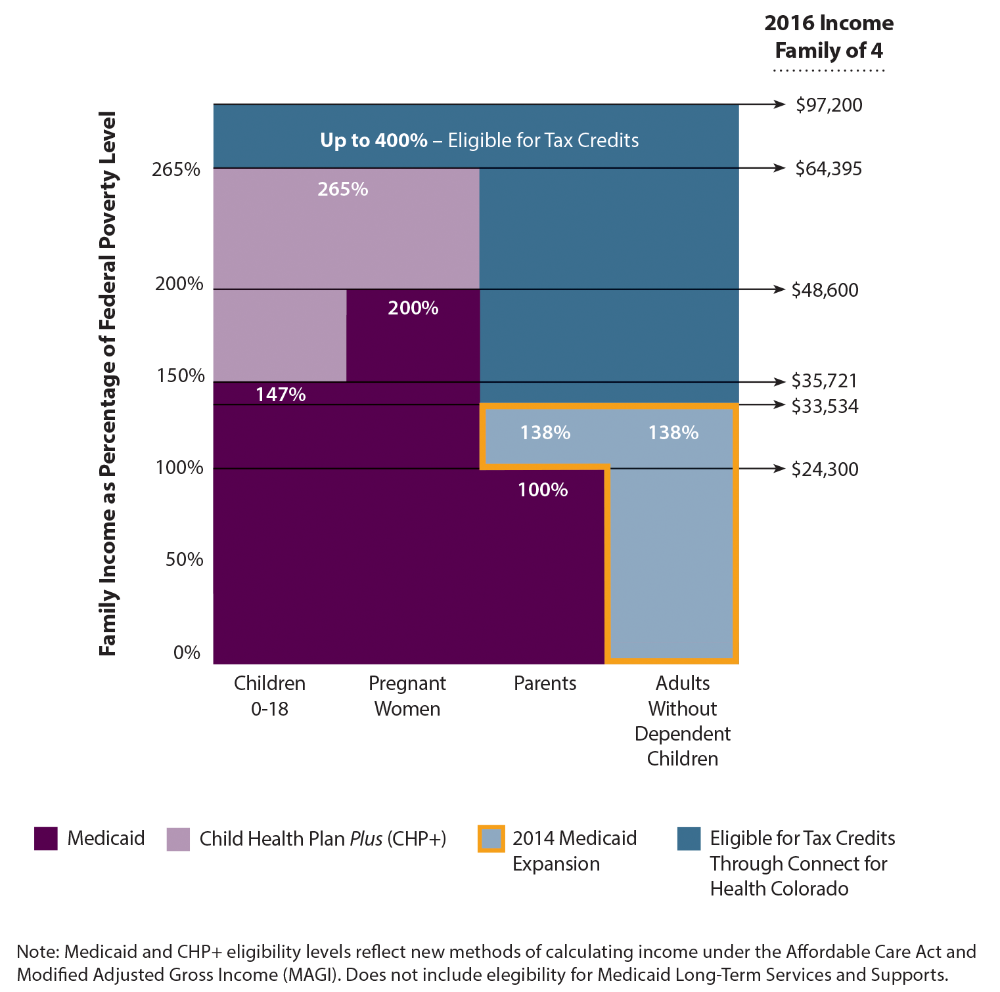 2016 Income
Family of 4
Family Income as Percentage of Federal Poverty Level
$97,200
Up to 400% – Eligible for Tax Credits
265%
$64,395
265%
200%
$48,600
200%
150%
$35,721
147%
$33,534
138%
138%
100%
$24,300
100%
50%
0%
Children
0-18
Pregnant
Women
Parents
Adults
Without
Dependent
Children
Medicaid
Child Health Plan Plus (CHP+)
2014 Medicaid
Expansion
Eligible for Tax Credits
Through Connect for
Health Colorado
Note: Medicaid and CHP+ eligibility levels reflect new methods of calculating income under the Affordable Care Act and
Modified Adjusted Gross Income (MAGI). Does not include elegibility for Medicaid Long-Term Services and Supports.